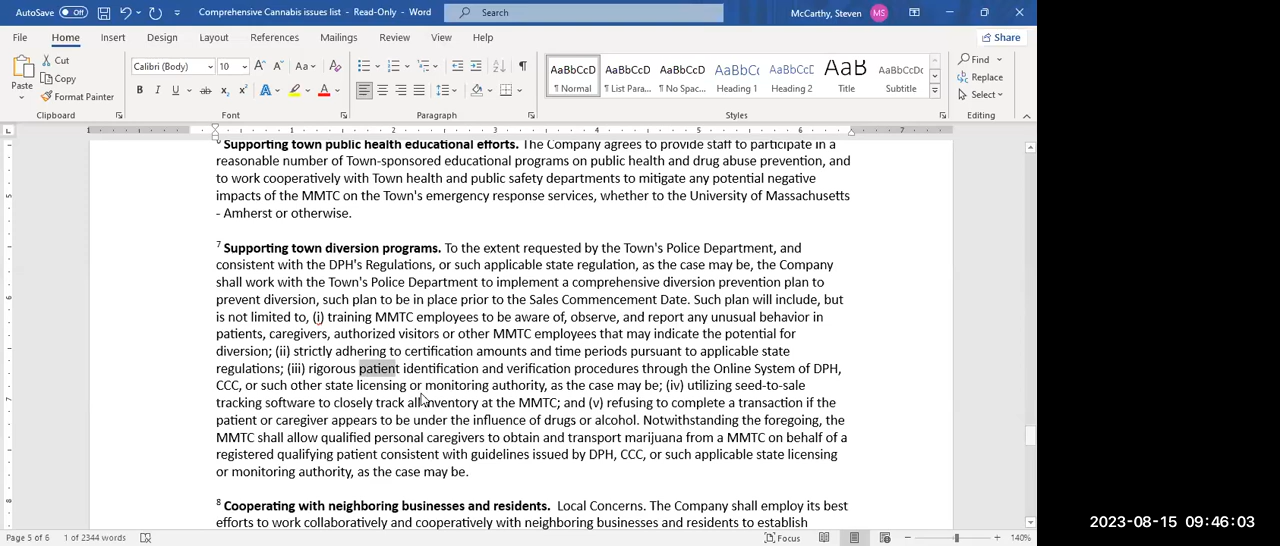 AutoSave Off Comprehensive Cannabis issues list - Read-Only - Word Search McCarthy, Steven MS
File Home Insert Design Layout References Mailings Review View Help Share
Paste Cut Copy Format Painter Clipboard
Calibri (Body) 10 Font
Paragraph
AaBbCcD ¶ Normal AaBbCcD ¶ List Para... AaBbCcD ¶ No Spac... AaBbCcD Heading 1 AaBbCcD Heading 2 AaB Title AaBbCcDc Subtitle Styles
Find Replace Select Editing
6 Supporting town public health educational efforts. The Company agrees to provide staff to participate in a
reasonable number of Town-sponsored educational programs on public health and drug abuse prevention, and
to work cooperatively with Town health and public safety departments to mitigate any potential negative
impacts of the MMTC on the Town's emergency response services, whether to the University of Massachusetts
- Amherst or otherwise.
7 Supporting town diversion programs. To the extent requested by the Town's Police Department, and
consistent with the DPH's Regulations, or such applicable state regulation, as the case may be, the Company
shall work with the Town's Police Department to implement a comprehensive diversion prevention plan to
prevent diversion, such plan to be in place prior to the Sales Commencement Date. Such plan will include, but
is not limited to, (i) training MMTC employees to be aware of, observe, and report any unusual behavior in
patients, caregivers, authorized visitors or other MMTC employees that may indicate the potential for
diversion; (ii) strictly adhering to certification amounts and time periods pursuant to applicable state
regulations; (iii) rigorous patient identification and verification procedures through the Online System of DPH,
CCC, or such other state licensing or monitoring authority, as the case may be; (iv) utilizing seed-to-sale
tracking software to closely track all inventory at the MMTC; and (v) refusing to complete a transaction if the
patient or caregiver appears to be under the influence of drugs or alcohol. Notwithstanding the foregoing, the
MMTC shall allow qualified personal caregivers to obtain and transport marijuana from a MMTC on behalf of a
registered qualifying patient consistent with guidelines issued by DPH, CCC, or such applicable state licensing
or monitoring authority, as the case may be.
8 Cooperating with neighboring businesses and residents. Local Concerns. The Company shall employ its best
efforts to work collaboratively and cooperatively with neighboring businesses and residents to establish
Page 5 of 6 1 of 2344 words Focus 140%
2023-08-15 09:46:03